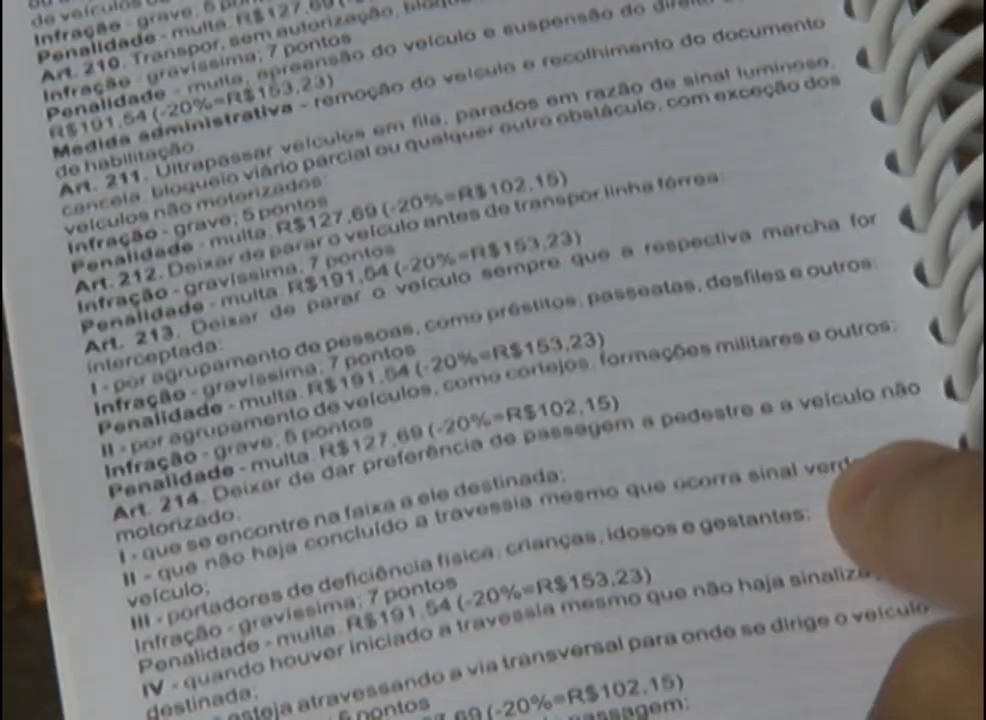 de veículos
Infração - grave, 5 pontos
Penalidade - multa. R$127,69
Art. 210. Transpor, sem autorização,
Infração - gravíssima; 7 pontos
Penalidade - multa, apreensão do veículo e suspensão do
R$191,54 (-20%=R$153,23)
Medida administrativa - remoção do veículo e recolhimento do documento
de habilitação.
Art. 211. Ultrapassar veículos em fila, parados em razão de sinal luminoso,
cancela, bloqueio viário parcial ou qualquer outro obstáculo, com exceção dos
veículos não motorizados:
Infração - grave; 5 pontos
Penalidade - multa. R$127,69 (-20%=R$102,15)
Art. 212. Deixar de parar o veículo antes de transpor linha férrea:
Infração - gravíssima; 7 pontos
Penalidade - multa. R$191,54 (-20%=R$153,23)
Art. 213. Deixar de parar o veículo sempre que a respectiva marcha for
interceptada:
I - por agrupamento de pessoas, como préstitos, passeatas, desfiles e outros:
Infração - gravíssima; 7 pontos
Penalidade - multa. R$191,54 (-20%=R$153,23)
II - por agrupamento de veículos, como cortejos, formações militares e outros:
Infração - grave, 5 pontos
Penalidade - multa. R$127,69 (-20%=R$102,15)
Art. 214. Deixar de dar preferência de passagem a pedestre e a veículo não
motorizado.
I - que se encontre na faixa a ele destinada;
II - que não haja concluído a travessia mesmo que ocorra sinal verd
veículo;
III - portadores de deficiência física, crianças, idosos e gestantes:
Infração - gravíssima; 7 pontos
Penalidade - multa. R$191,54 (-20%=R$153,23)
IV - quando houver iniciado a travessia mesmo que não haja sinaliza
destinada;
esteja atravessando a via transversal para onde se dirige o veículo
5 pontos
(-20%=R$102,15)
passagem: